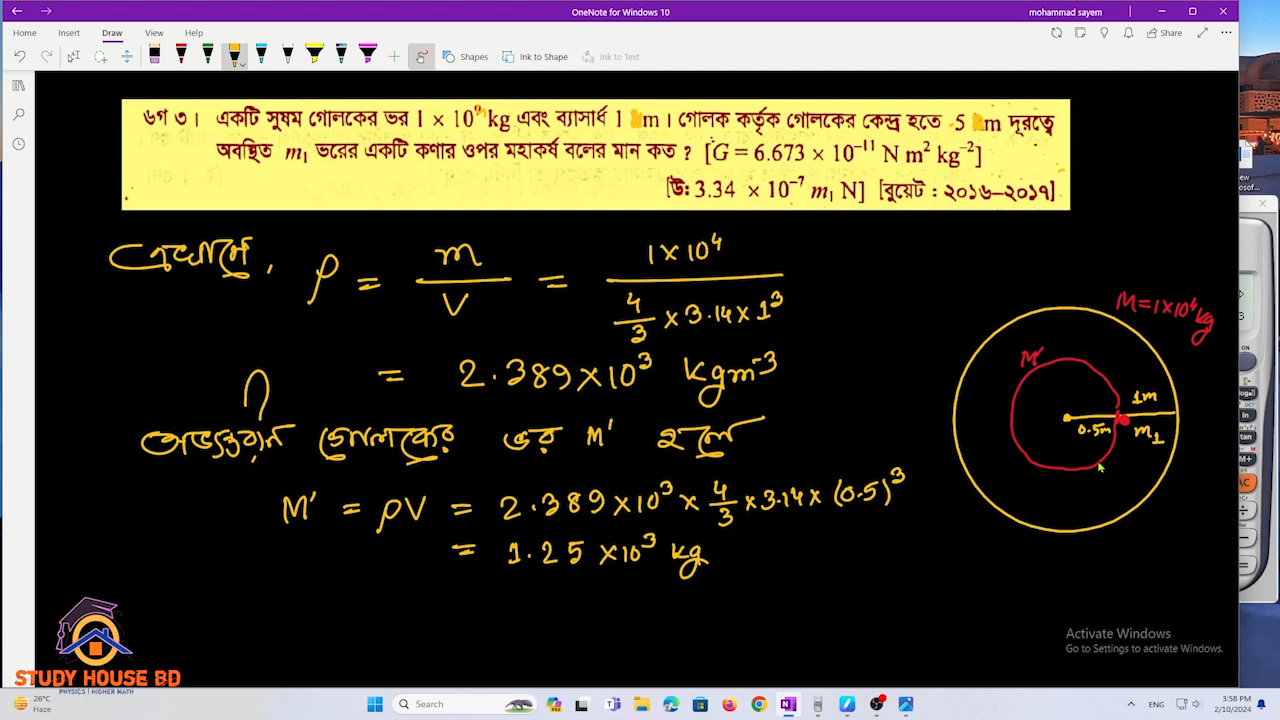 OneNote for Windows 10
mohammad sayem
Home Insert Draw View Help
Share
Shapes Ink to Shape Ink to Text
৬গ ৩। একটি সুষম গোলকের ভর 1 × 10⁴ kg এবং ব্যাসার্ধ 1 m। গোলক কর্তৃক গোলকের কেন্দ্র হতে .5 m দূরত্বে
অবস্থিত m₁ ভরের একটি কণার ওপর মহাকর্ষ বলের মান কত? [G = 6.673 × 10⁻¹¹ N m² kg⁻²]
[উ: 3.34 × 10⁻⁷ m₁ N] [বুয়েট : ২০১৬–২০১৭]
এখানে, ρ = m/V = 1×10⁴ / (4/3 × 3.14 × 1³)
= 2.389×10³ kgm⁻³
গোলকের ভর M' হলে
M' = ρV = 2.389×10³ × 4/3 × 3.14 × (0.5)³
= 1.25×10³ kg
M = 1×10⁴ kg
M'
1m
0.5m m₁
Activate Windows
Go to Settings to activate Windows.
STUDY HOUSE BD
PHYSICS | HIGHER MATH
26°C
Haze
Search
ENG
3:58 PM
2/10/2024